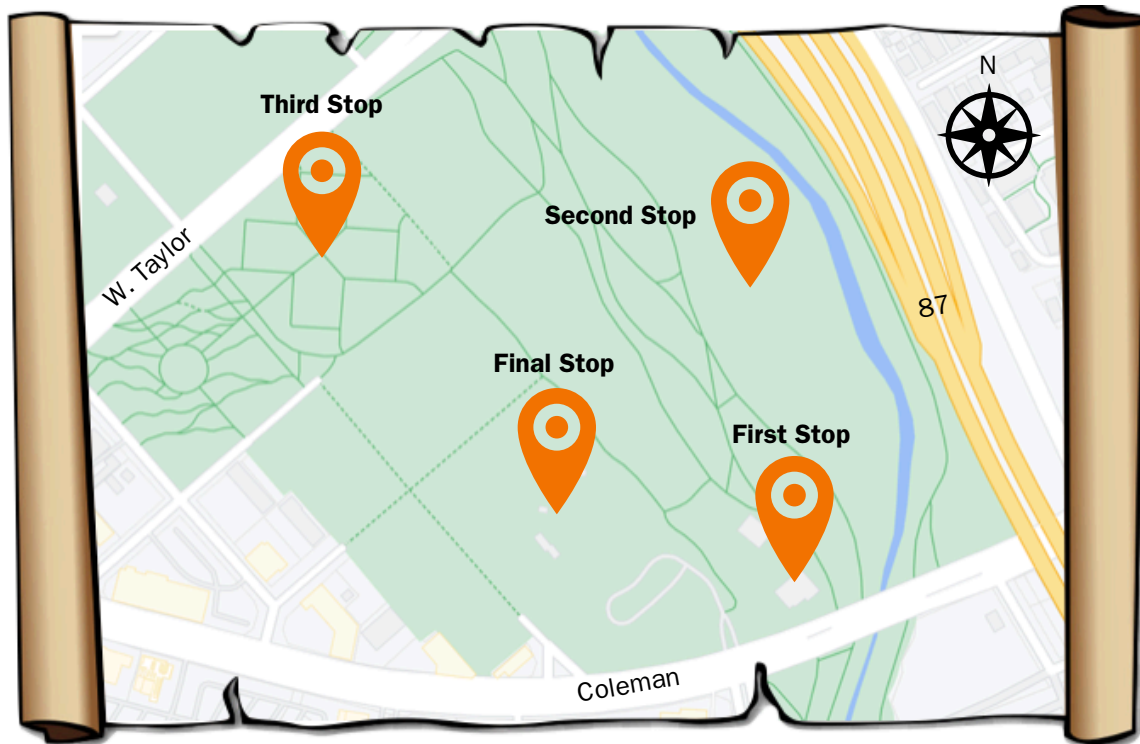 N
Third Stop
Second Stop
W. Taylor
87
Final Stop
First Stop
Coleman